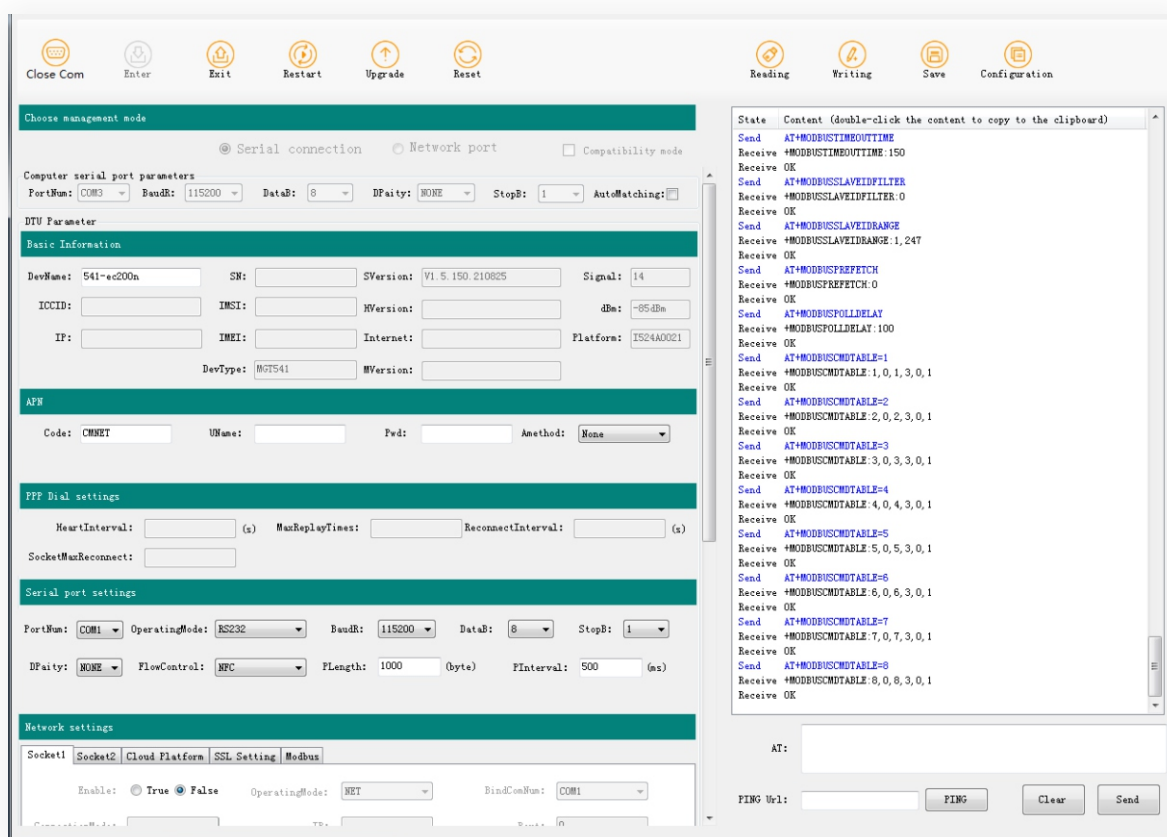 Close Com Enter Exit Restart Upgrade Reset Reading Writing Save Configuration
Choose management mode
Serial connection Network port Compatibility mode
Computer serial port parameters
PortNum: COM3 BaudR: 115200 DataB: 8 DPaity: NONE StopB: 1 AutoMatching:
DTU Parameter
Basic Information
DevName: 541-ec200n SN: SVersion: V1.5.150.210825 Signal: 14
ICCID: IMSI: HVersion: dBm: -85dBm
IP: IMEI: Internet: Platform: I524A0021
DevType: MGT541 MVersion:
APN
Code: CMNET UName: Pwd: Amethod: None
PPP Dial settings
HeartInterval: (s) MaxReplayTimes: ReconnectInterval: (s)
SocketMaxReconnect:
Serial port settings
PortNum: COM1 OperatingMode: RS232 BaudR: 115200 DataB: 8 StopB: 1
DPaity: NONE FlowControl: NFC PLength: 1000 (byte) PInterval: 500 (ms)
Network settings
Socket1 Socket2 Cloud Platform SSL Setting Modbus
Enable: True False OperatingMode: NET BindComNum: COM1
State Content (double-click the content to copy to the clipboard)
Send AT+MODBUSTIMEOUTTIME
Receive +MODBUSTIMEOUTTIME:150
Receive OK
Send AT+MODBUSSLAVEIDFILTER
Receive +MODBUSSLAVEIDFILTER:0
Receive OK
Send AT+MODBUSSLAVEIDRANGE
Receive +MODBUSSLAVEIDRANGE:1,247
Receive OK
Send AT+MODBUSPREFETCH
Receive +MODBUSPREFETCH:0
Receive OK
Send AT+MODBUSPOLLDELAY
Receive +MODBUSPOLLDELAY:100
Receive OK
Send AT+MODBUSCMDTABLE=1
Receive +MODBUSCMDTABLE:1,0,1,3,0,1
Receive OK
Send AT+MODBUSCMDTABLE=2
Receive +MODBUSCMDTABLE:2,0,2,3,0,1
Receive OK
Send AT+MODBUSCMDTABLE=3
Receive +MODBUSCMDTABLE:3,0,3,3,0,1
Receive OK
Send AT+MODBUSCMDTABLE=4
Receive +MODBUSCMDTABLE:4,0,4,3,0,1
Receive OK
Send AT+MODBUSCMDTABLE=5
Receive +MODBUSCMDTABLE:5,0,5,3,0,1
Receive OK
Send AT+MODBUSCMDTABLE=6
Receive +MODBUSCMDTABLE:6,0,6,3,0,1
Receive OK
Send AT+MODBUSCMDTABLE=7
Receive +MODBUSCMDTABLE:7,0,7,3,0,1
Receive OK
Send AT+MODBUSCMDTABLE=8
Receive +MODBUSCMDTABLE:8,0,8,3,0,1
Receive OK
AT:
PING Url: PING Clear Send